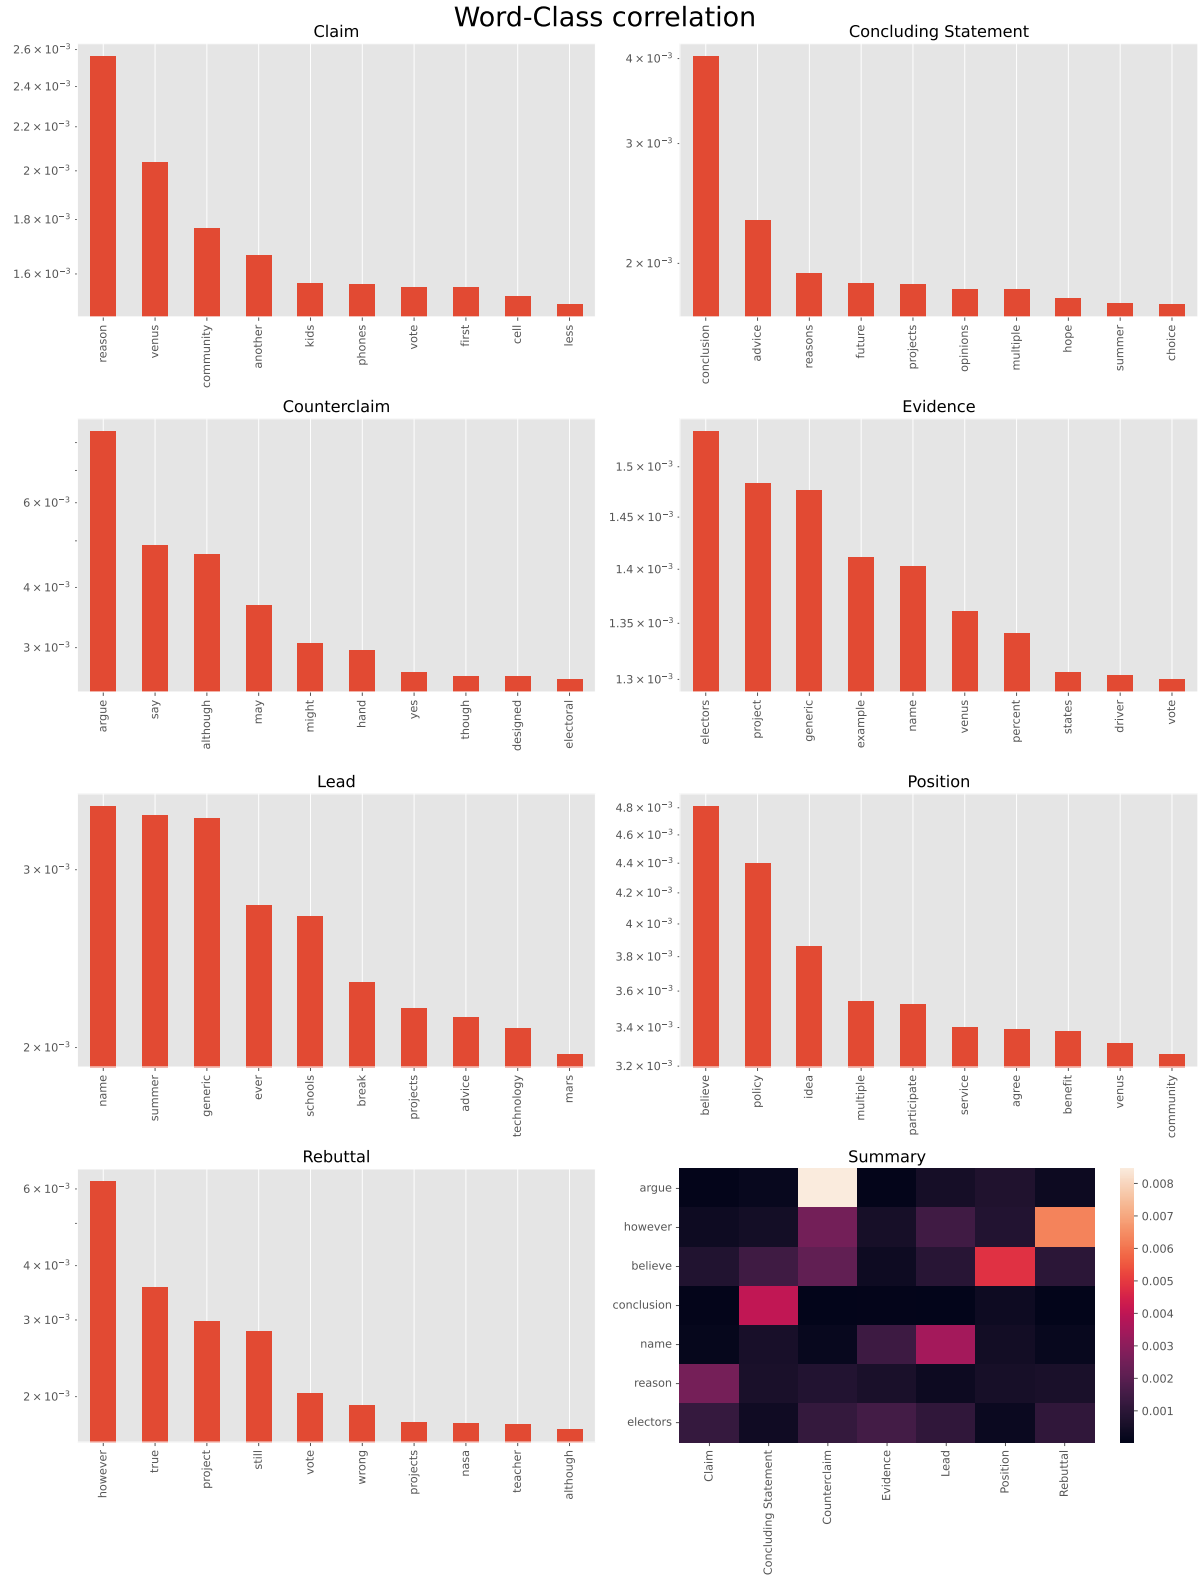 Word-Class correlation
Claim
2.6 × 10⁻³
2.4 × 10⁻³
2.2 × 10⁻³
2 × 10⁻³
1.8 × 10⁻³
1.6 × 10⁻³
reason venus community another kids phones vote first cell less
Concluding Statement
4 × 10⁻³
3 × 10⁻³
2 × 10⁻³
conclusion advice reasons future projects opinions multiple hope summer choice
Counterclaim
6 × 10⁻³
4 × 10⁻³
3 × 10⁻³
argue say although may might hand yes though designed electoral
Evidence
1.5 × 10⁻³
1.45 × 10⁻³
1.4 × 10⁻³
1.35 × 10⁻³
1.3 × 10⁻³
electors project generic example name venus percent states driver vote
Lead
3 × 10⁻³
2 × 10⁻³
name summer generic ever schools break projects advice technology mars
Position
4.8 × 10⁻³
4.6 × 10⁻³
4.4 × 10⁻³
4.2 × 10⁻³
4 × 10⁻³
3.8 × 10⁻³
3.6 × 10⁻³
3.4 × 10⁻³
3.2 × 10⁻³
believe policy idea multiple participate service agree benefit venus community
Rebuttal
6 × 10⁻³
4 × 10⁻³
3 × 10⁻³
2 × 10⁻³
however true project still vote wrong projects nasa teacher although
Summary
argue
however
believe
conclusion
name
reason
electors
Claim Concluding Statement Counterclaim Evidence Lead Position Rebuttal
0.008
0.007
0.006
0.005
0.004
0.003
0.002
0.001